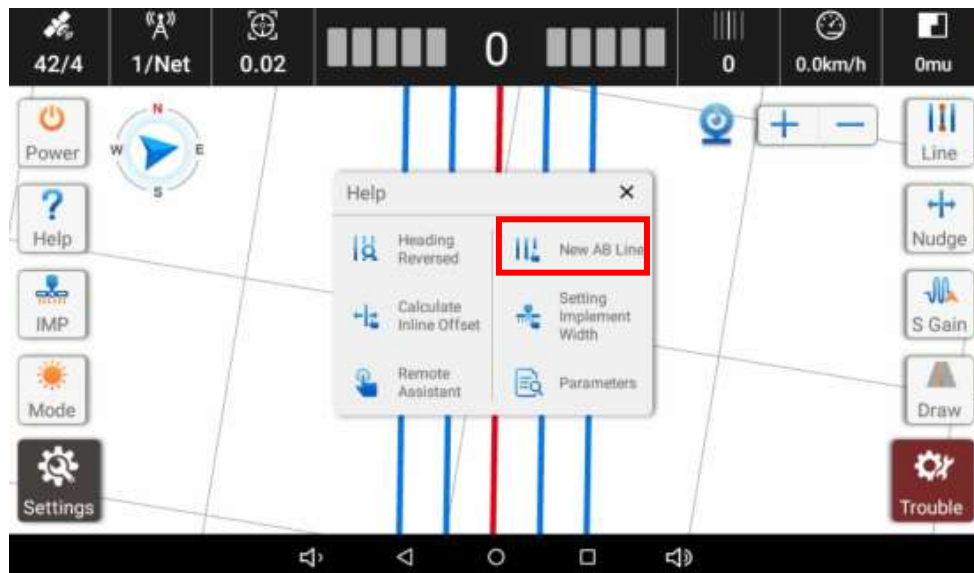 42/4
1/Net
0.02
0
0
0.0km/h
0mu
Power
N
W
E
S
Line
Help
Help
New AB Line
Heading
Reversed
Nudge
IMP
Calculate
Inline Offset
Setting
Implement
Width
S Gain
Mode
Remote
Assistant
Parameters
Draw
Settings
Trouble